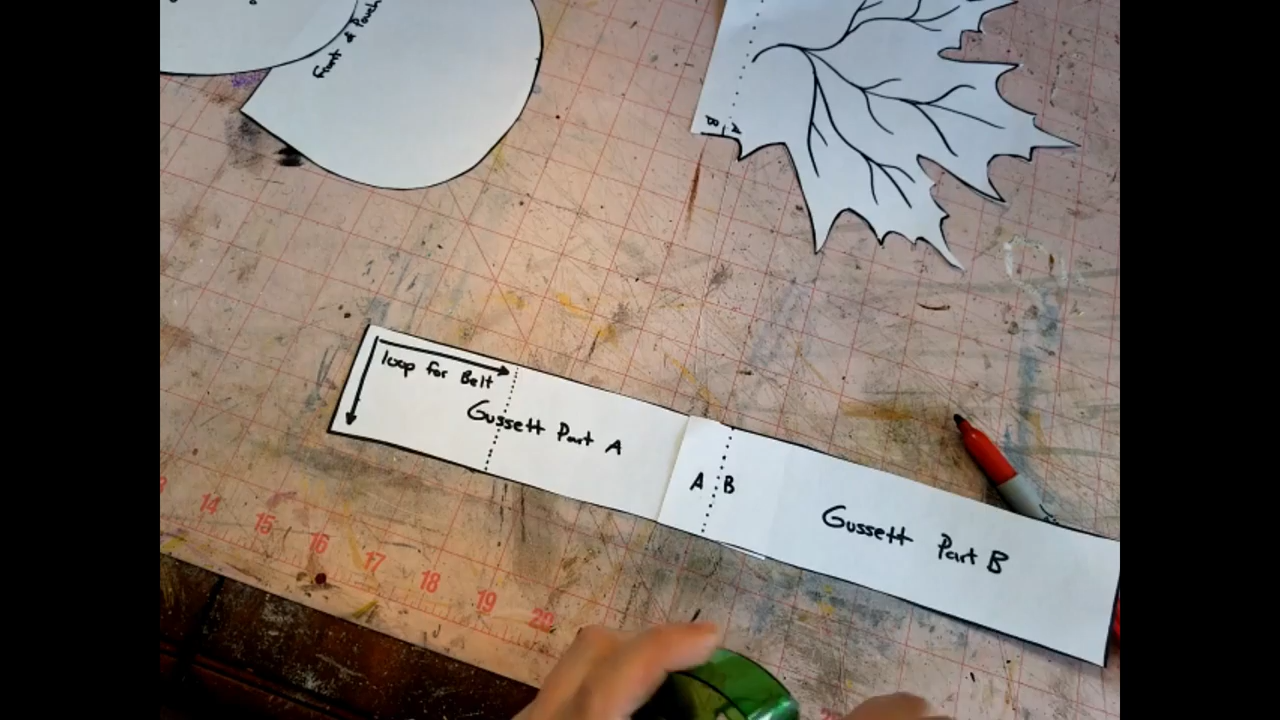 Front & Pouch
A
B
loop for Belt
Gussett Part A
A B
Gussett Part B
14 15 16 17 18 19 20